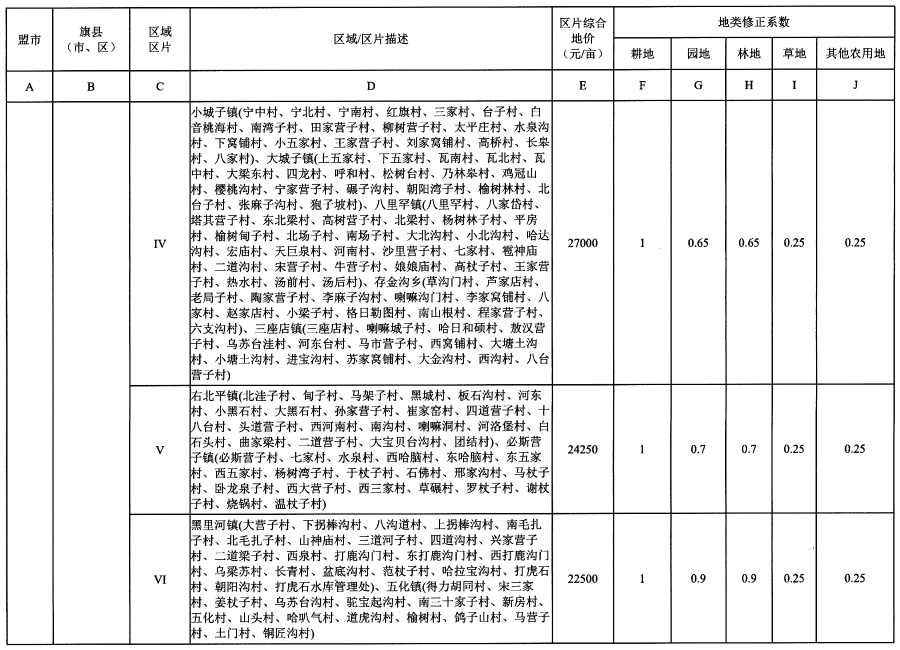 盟市
旗县
（市、区）
区域
区片
区域/区片描述
区片综合
地价
（元/亩）
地类修正系数
耕地
园地
林地
草地
其他农用地
A
B
C
D
E
F
G
H
I
J
IV
小城子镇(宁中村、宁北村、宁南村、红旗村、三家村、台子村、白
音桃海村、南湾子村、田家营子村、柳树营子村、太平庄村、水泉沟
村、下窝铺村、小五家村、王家营子村、刘家窝铺村、高桥村、长皋
村、八家村)、大城子镇(上五家村、下五家村、瓦南村、瓦北村、瓦
中村、大梁东村、四龙村、呼和村、松树台村、乃林皋村、鸡冠山
村、樱桃沟村、宁家营子村、碾子沟村、朝阳湾子村、榆树林村、北
台子村、张麻子沟村、狍子坡村)、八里罕镇(八里罕村、八家岱村、
塔其营子村、东北梁村、高树营子村、北梁村、杨树林子村、平房
村、榆树甸子村、北场子村、南场子村、大北沟村、小北沟村、哈达
沟村、宏庙村、天巨泉村、河南村、沙里营子村、七家村、雹神庙
村、二道沟村、宋营子村、牛营子村、娘娘庙村、高杖子村、王家营
子村、热水村、汤前村、汤后村)、存金沟乡(草沟门村、芦家店村、
老局子村、陶家营子村、李麻子沟村、喇嘛沟门村、李家窝铺村、八
家村、赵家店村、小梁子村、格日勒图村、南山根村、程家营子村、
六支沟村)、三座店镇(三座店村、喇嘛城子村、哈日和硕村、敖汉营
子村、乌苏台洼村、河东台村、马市营子村、西窝铺村、大塘土沟
村、小塘土沟村、进宝沟村、苏家窝铺村、大金沟村、西沟村、八台
营子村)
27000
1
0.65
0.65
0.25
0.25
V
右北平镇(北洼子村、甸子村、马架子村、黑城村、板石沟村、河东
村、小黑石村、大黑石村、孙家营子村、崔家窑村、四道营子村、十
八台村、头道营子村、西河南村、南沟村、喇嘛洞村、河洛堡村、白
石头村、曲家梁村、二道营子村、大宝贝台沟村、团结村)、必斯营
子镇(必斯营子村、七家村、水泉村、西哈脑村、东哈脑村、东五家
村、西五家村、杨树湾子村、于杖子村、石佛村、邢家沟村、马杖子
村、卧龙泉子村、西大营子村、西三家村、草碾村、罗杖子村、谢杖
子村、烧锅村、温杖子村)
24250
1
0.7
0.7
0.25
0.25
VI
黑里河镇(大营子村、下拐棒沟村、八沟道村、上拐棒沟村、南毛扎
子村、北毛扎子村、山神庙村、三道河子村、四道沟村、兴家营子
村、二道梁子村、西泉村、打鹿沟门村、东打鹿沟门村、西打鹿沟门
村、乌梁苏村、长青村、盆底沟村、范杖子村、哈拉宝沟村、打虎石
村、朝阳沟村、打虎石水库管理处)、五化镇(得力胡同村、宋三家
村、姜杖子村、乌苏台沟村、驼宝起沟村、南三十家子村、新房村、
五化村、山头村、哈叭气村、道虎沟村、榆树村、鸽子山村、马营子
村、土门村、铜匠沟村)
22500
1
0.9
0.9
0.25
0.25